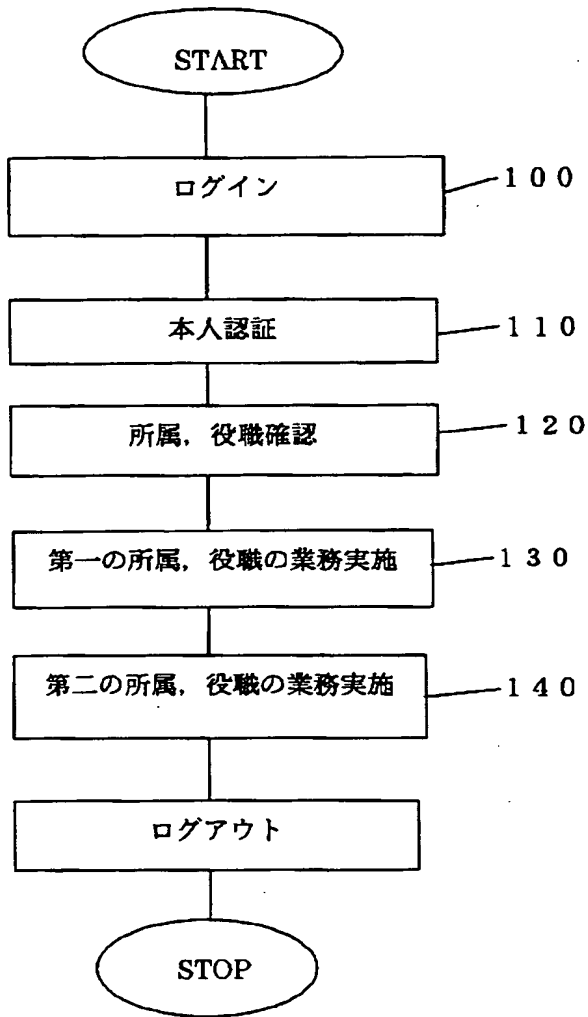 START
ログイン
100
本人認証
110
所属，役職確認
120
第一の所属，役職の業務実施
130
第二の所属，役職の業務実施
140
ログアウト
STOP